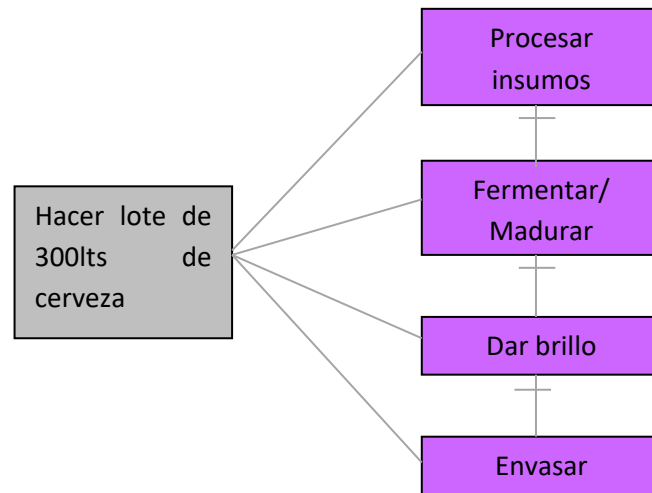 Procesar
insumos
Fermentar/
Madurar
Hacer lote de
300lts de
cerveza
Dar brillo
Envasar